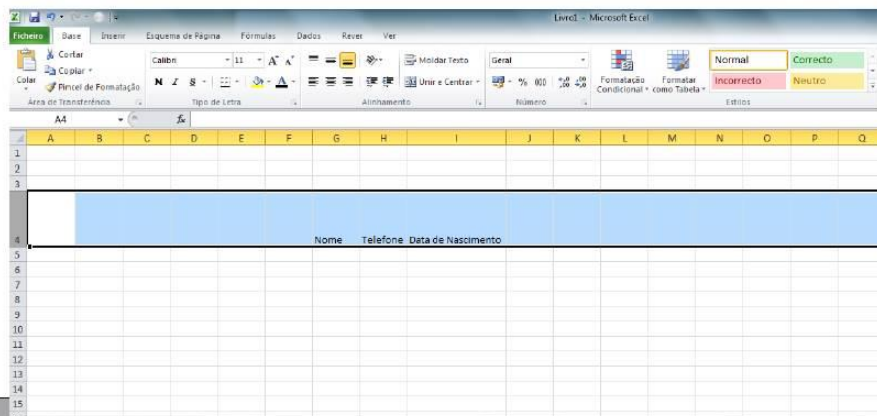 Livro1 - Microsoft Excel
Ficheiro Base Inserir Esquema de Página Fórmulas Dados Rever Ver
Colar
Cortar
Copiar
Pincel de Formatação
Área de Transferência
Calibri 11 A A
N I S A
Tipo de Letra
Moldar Texto
Unir e Centrar
Alinhamento
Geral
% 000
Número
Formatação Condicional
Formatar como Tabela
Normal Correcto
Incorrecto Neutro
Estilos
A4 fx
A B C D E F G H I J K L M N O P Q
1
2
3
4 Nome Telefone Data de Nascimento
5
6
7
8
9
10
11
12
13
14
15